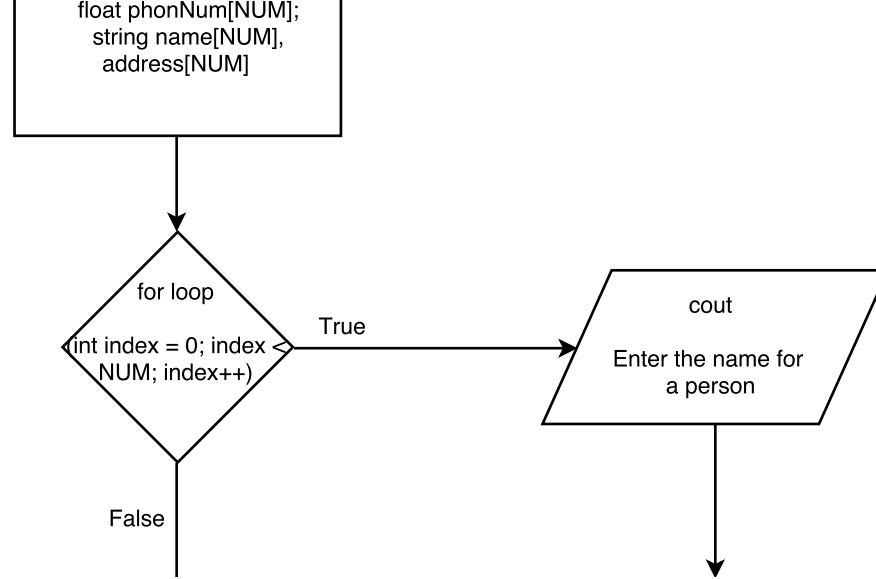 float phonNum[NUM];
string name[NUM],
address[NUM]
for loop
(int index = 0; index <
NUM; index++)
True
cout
Enter the name for
a person
False